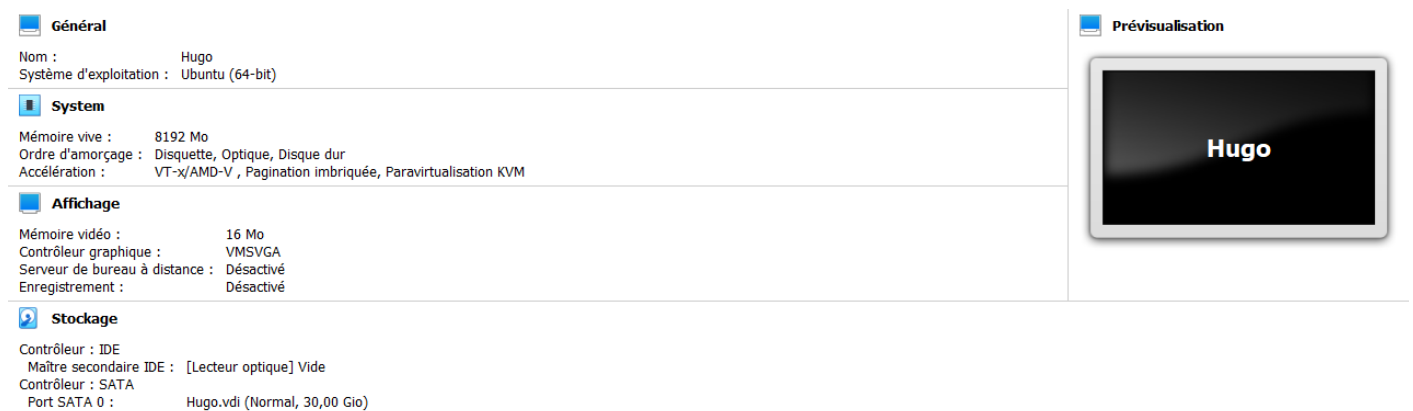 Général
Nom : Hugo
Système d'exploitation : Ubuntu (64-bit)
System
Mémoire vive : 8192 Mo
Ordre d'amorçage : Disquette, Optique, Disque dur
Accélération : VT-x/AMD-V , Pagination imbriquée, Paravirtualisation KVM
Affichage
Mémoire vidéo : 16 Mo
Contrôleur graphique : VMSVGA
Serveur de bureau à distance : Désactivé
Enregistrement : Désactivé
Stockage
Contrôleur : IDE
Maître secondaire IDE : [Lecteur optique] Vide
Contrôleur : SATA
Port SATA 0 : Hugo.vdi (Normal, 30,00 Gio)
Prévisualisation
Hugo